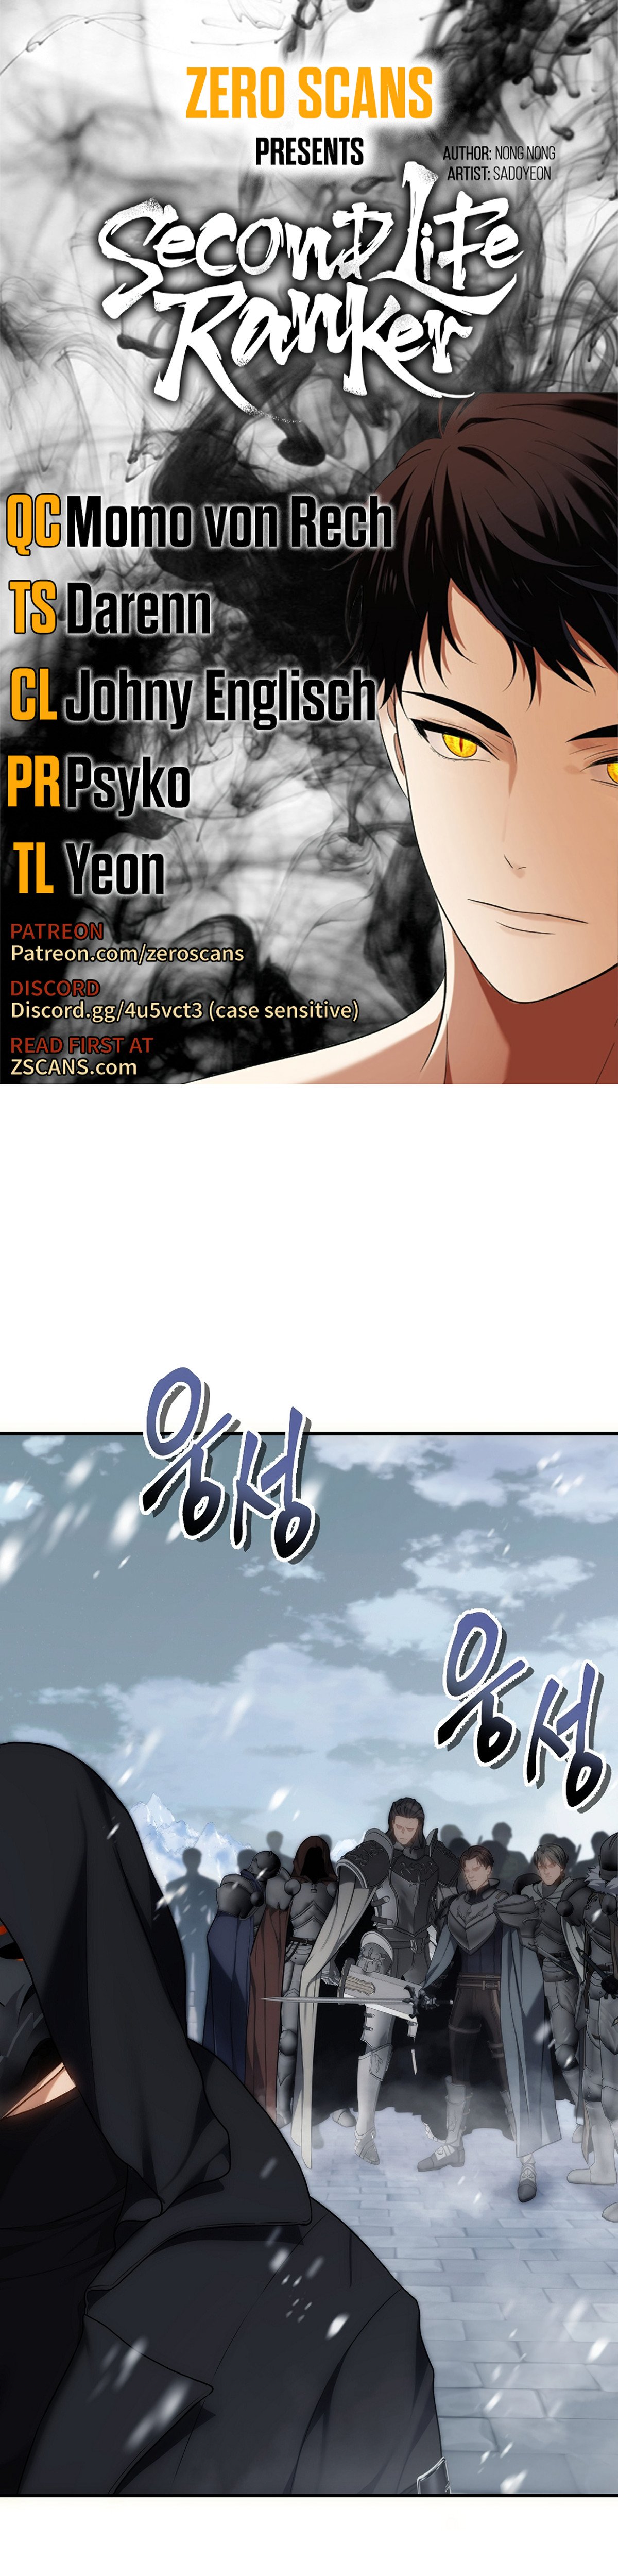 ZERO SCANS
PRESENTS
AUTHOR: NONG NONG
ARTIST: SADOYEON
Second Life
Ranker
QC Momo von Rech
TS Darenn
CL Johny Englisch
PR Psyko
TL Yeon
PATREON
Patreon.com/zeroscans
DISCORD
Discord.gg/4u5vct3 (case sensitive)
READ FIRST AT
ZSCANS.com
웅성
웅성